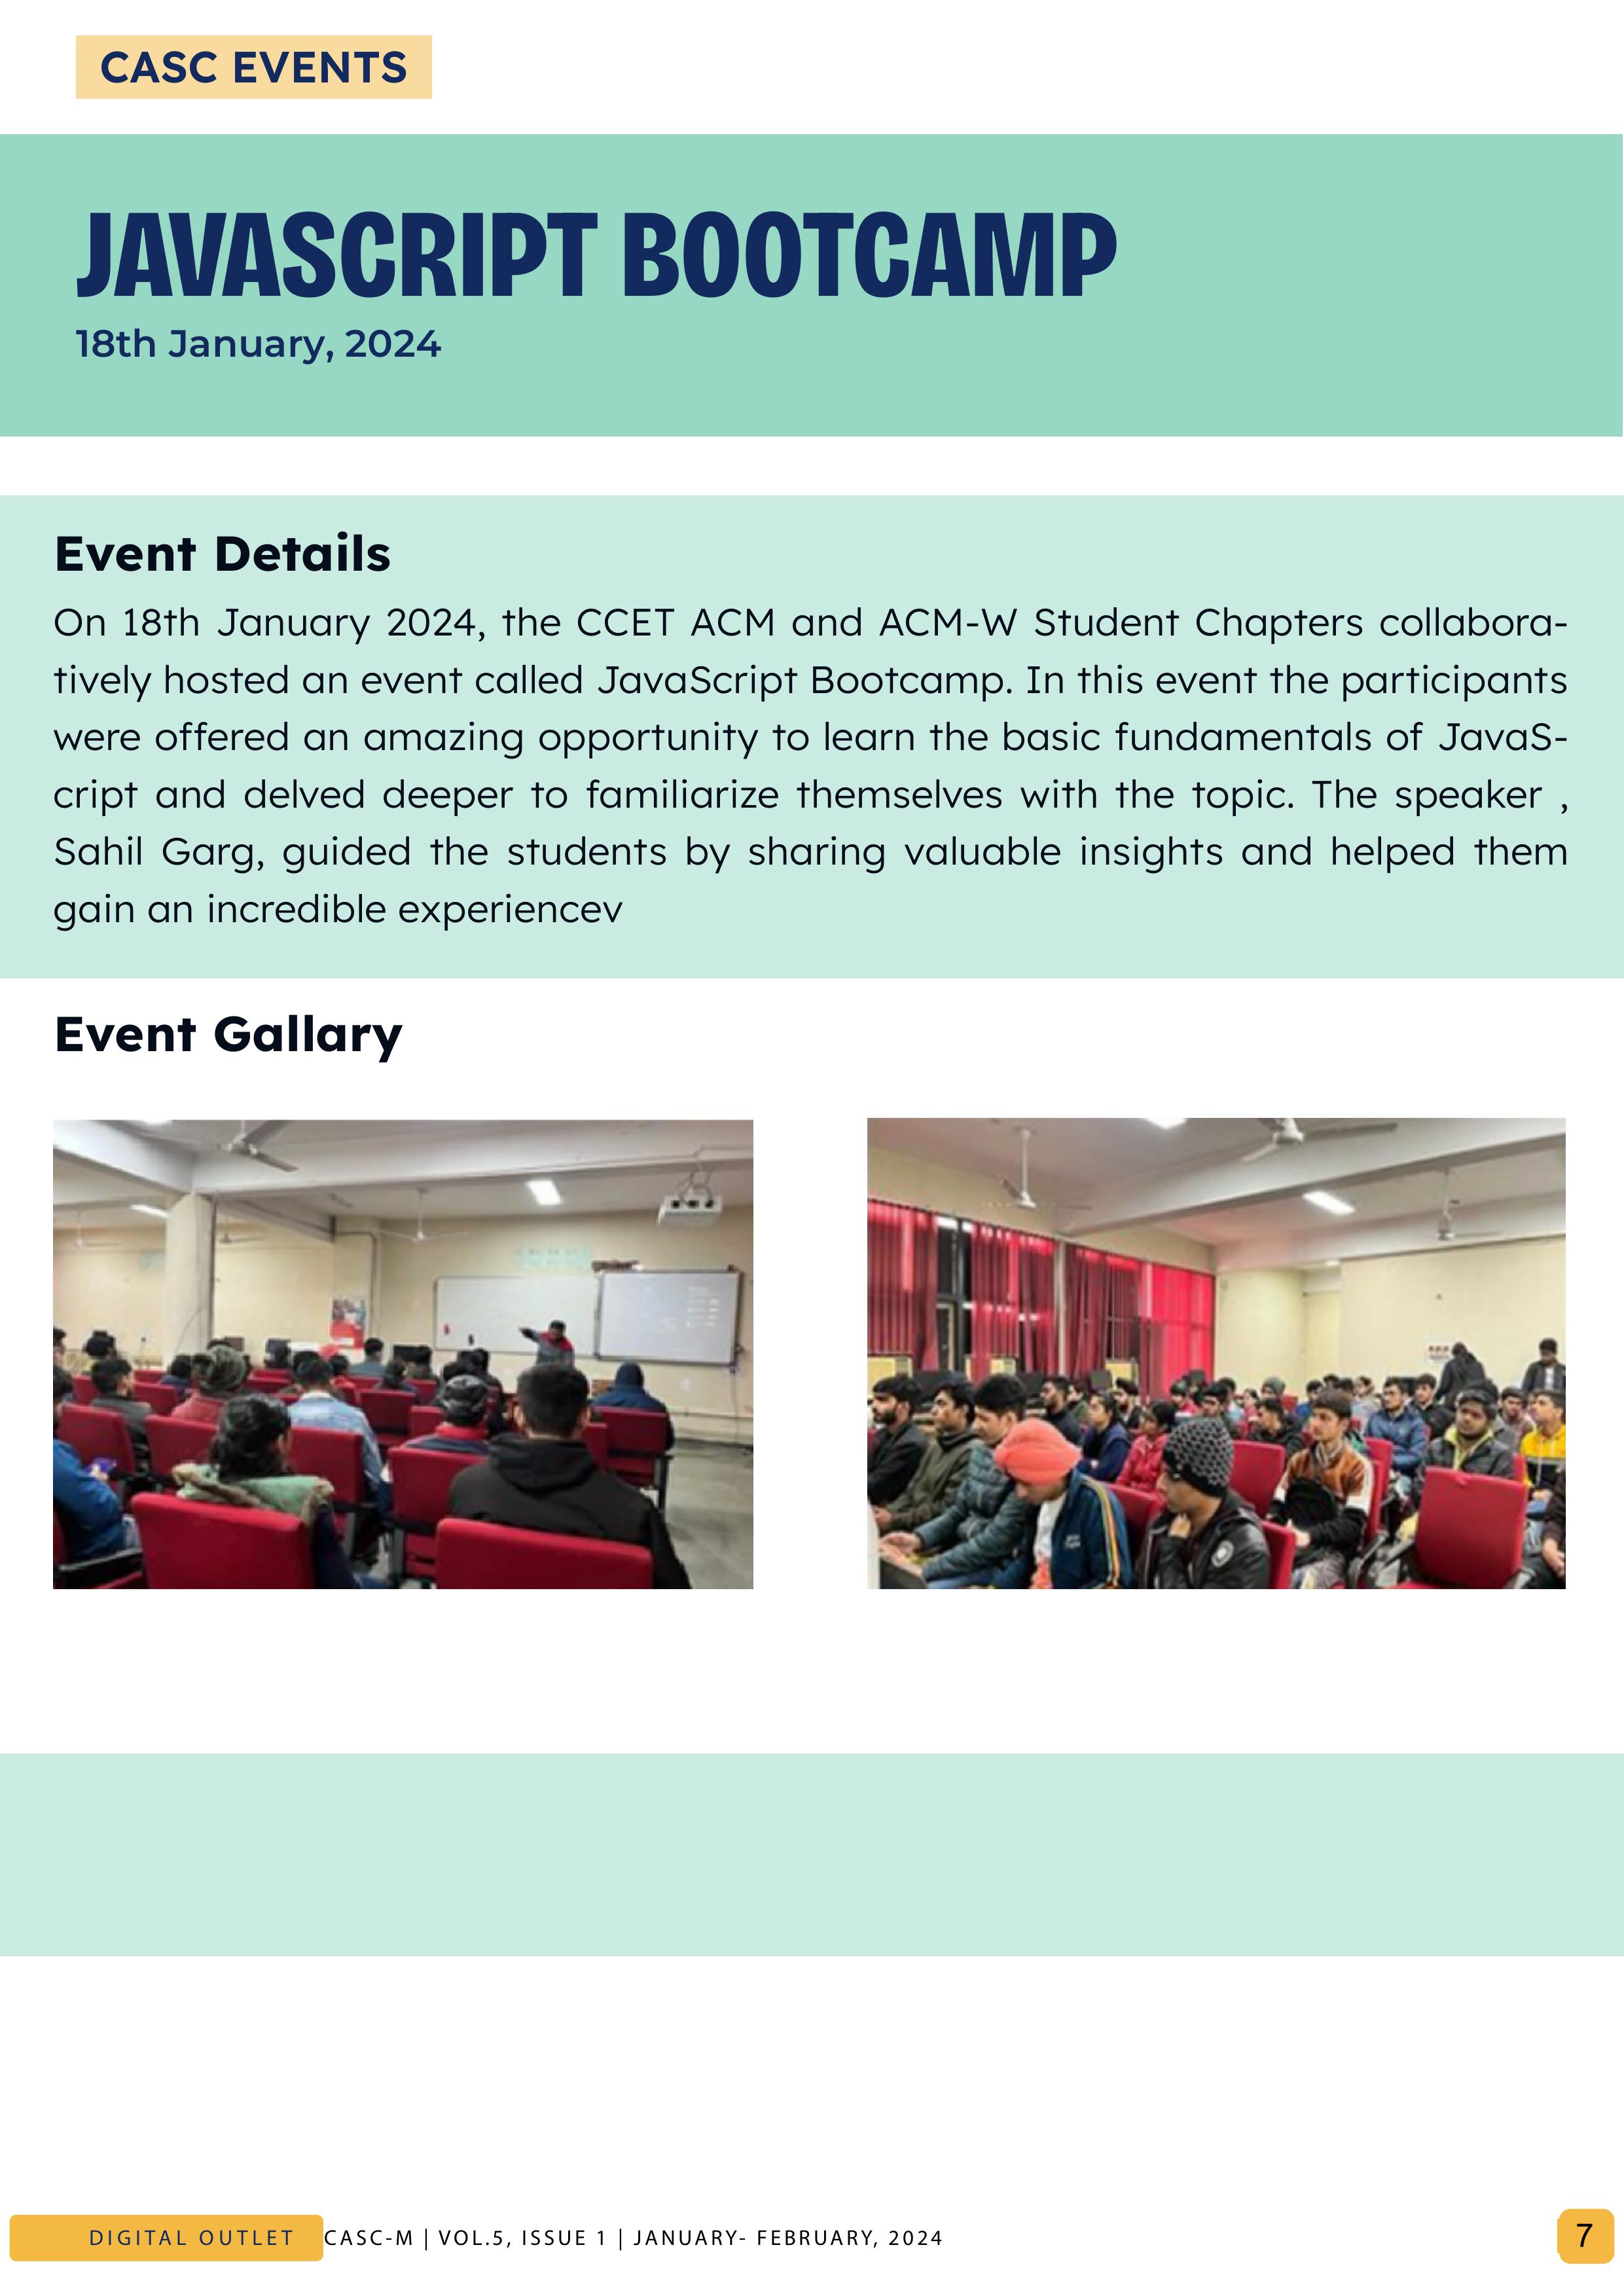 CASC EVENTS
JAVASCRIPT BOOTCAMP
18th January, 2024
Event Details
On 18th January 2024, the CCET ACM and ACM-W Student Chapters collabora-
tively hosted an event called JavaScript Bootcamp. In this event the participants
were offered an amazing opportunity to learn the basic fundamentals of JavaS-
cript and delved deeper to familiarize themselves with the topic. The speaker ,
Sahil Garg, guided the students by sharing valuable insights and helped them
gain an incredible experiencev
Event Gallary
DIGITAL OUTLET CASC-M | VOL.5, ISSUE 1 | JANUARY- FEBRUARY, 2024
7